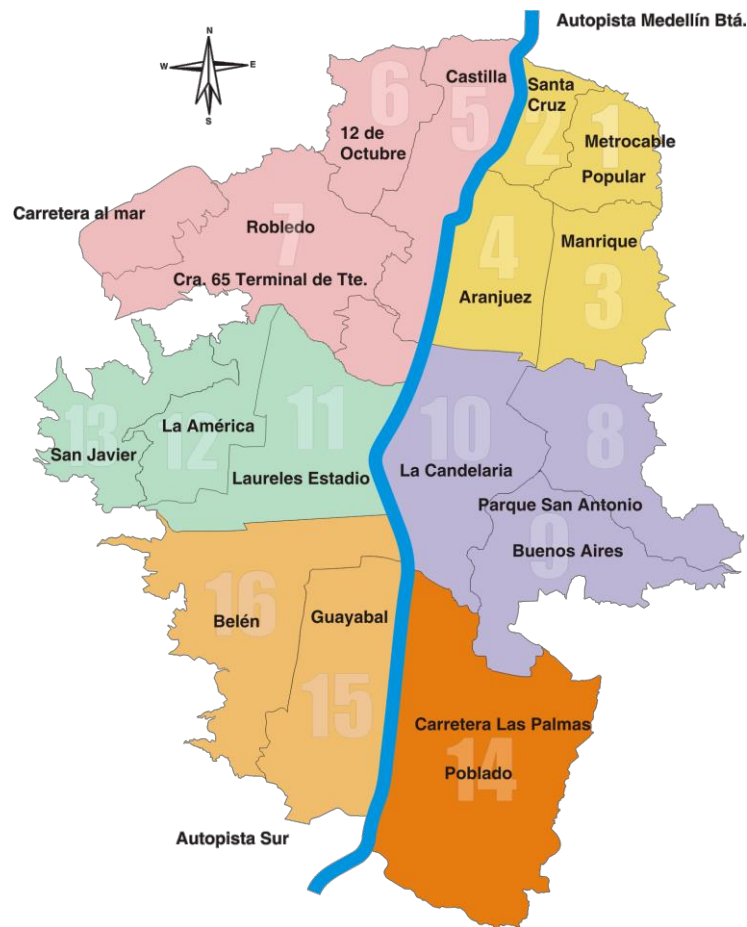 Autopista Medellín Btá.
N
W
E
S
6
Castilla
5
Santa
Cruz
2
1
Metrocable
Popular
12 de
Octubre
Carretera al mar
7
Robledo
Cra. 65 Terminal de Tte.
4
Aranjuez
Manrique
3
13
San Javier
12
La América
11
Laureles Estadio
10
La Candelaria
8
Parque San Antonio
9
Buenos Aires
16
Belén
Guayabal
15
Carretera Las Palmas
14
Poblado
Autopista Sur